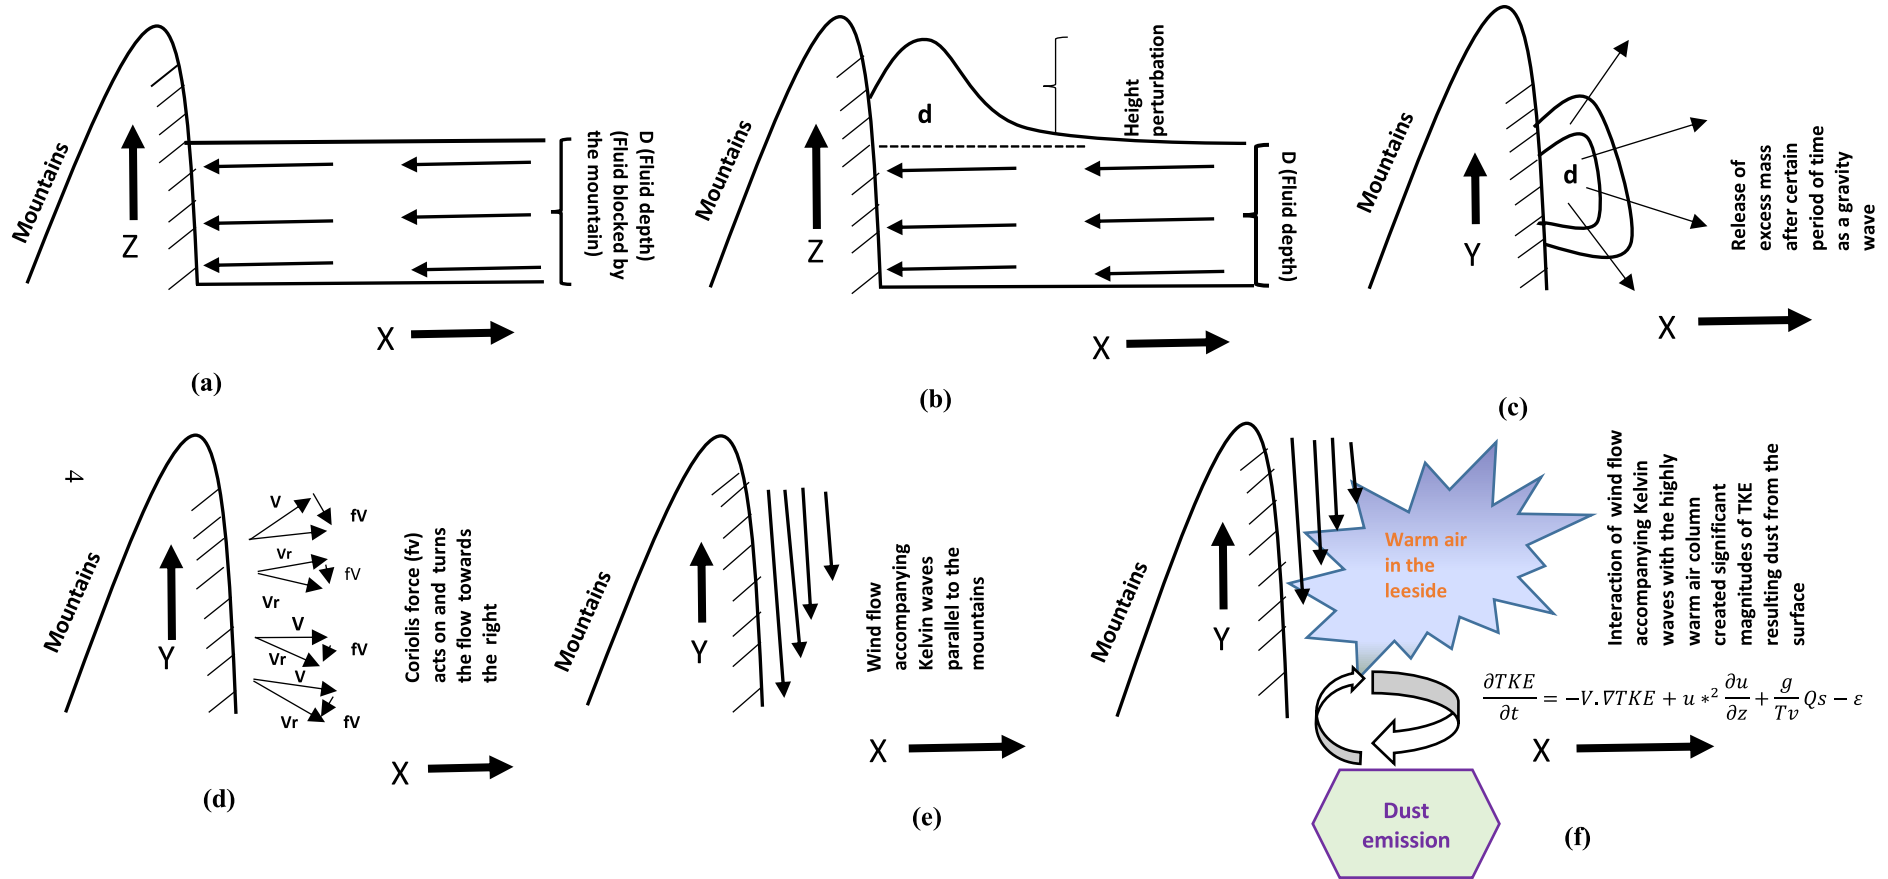 Mountains
Z
D (Fluid depth)
(Fluid blocked by
the mountain)
X
(a)
Mountains
Z
d
Height
perturbation
D (Fluid depth)
X
(b)
Mountains
Y
d
Release of
excess mass
after certain
period of time
as a gravity
wave
X
(c)
4
Mountains
Y
V
fV
Vr
fV
Vr
V
fV
Vr
V
Vr
fV
Coriolis force (fv)
acts on and turns
the flow towards
the right
X
(d)
Mountains
Y
Wind flow
accompanying
Kelvin waves
parallel to the
mountains
X
(e)
Mountains
Y
Warm air
in the
leeside
Interaction of wind flow
accompanying Kelvin
waves with the highly
warm air column
created significant
magnitudes of TKE
resulting dust from the
surface
∂TKE/∂t = −V.∇TKE + u ∗² ∂u/∂z + g/Tv Qs − ε
X
Dust
emission
(f)